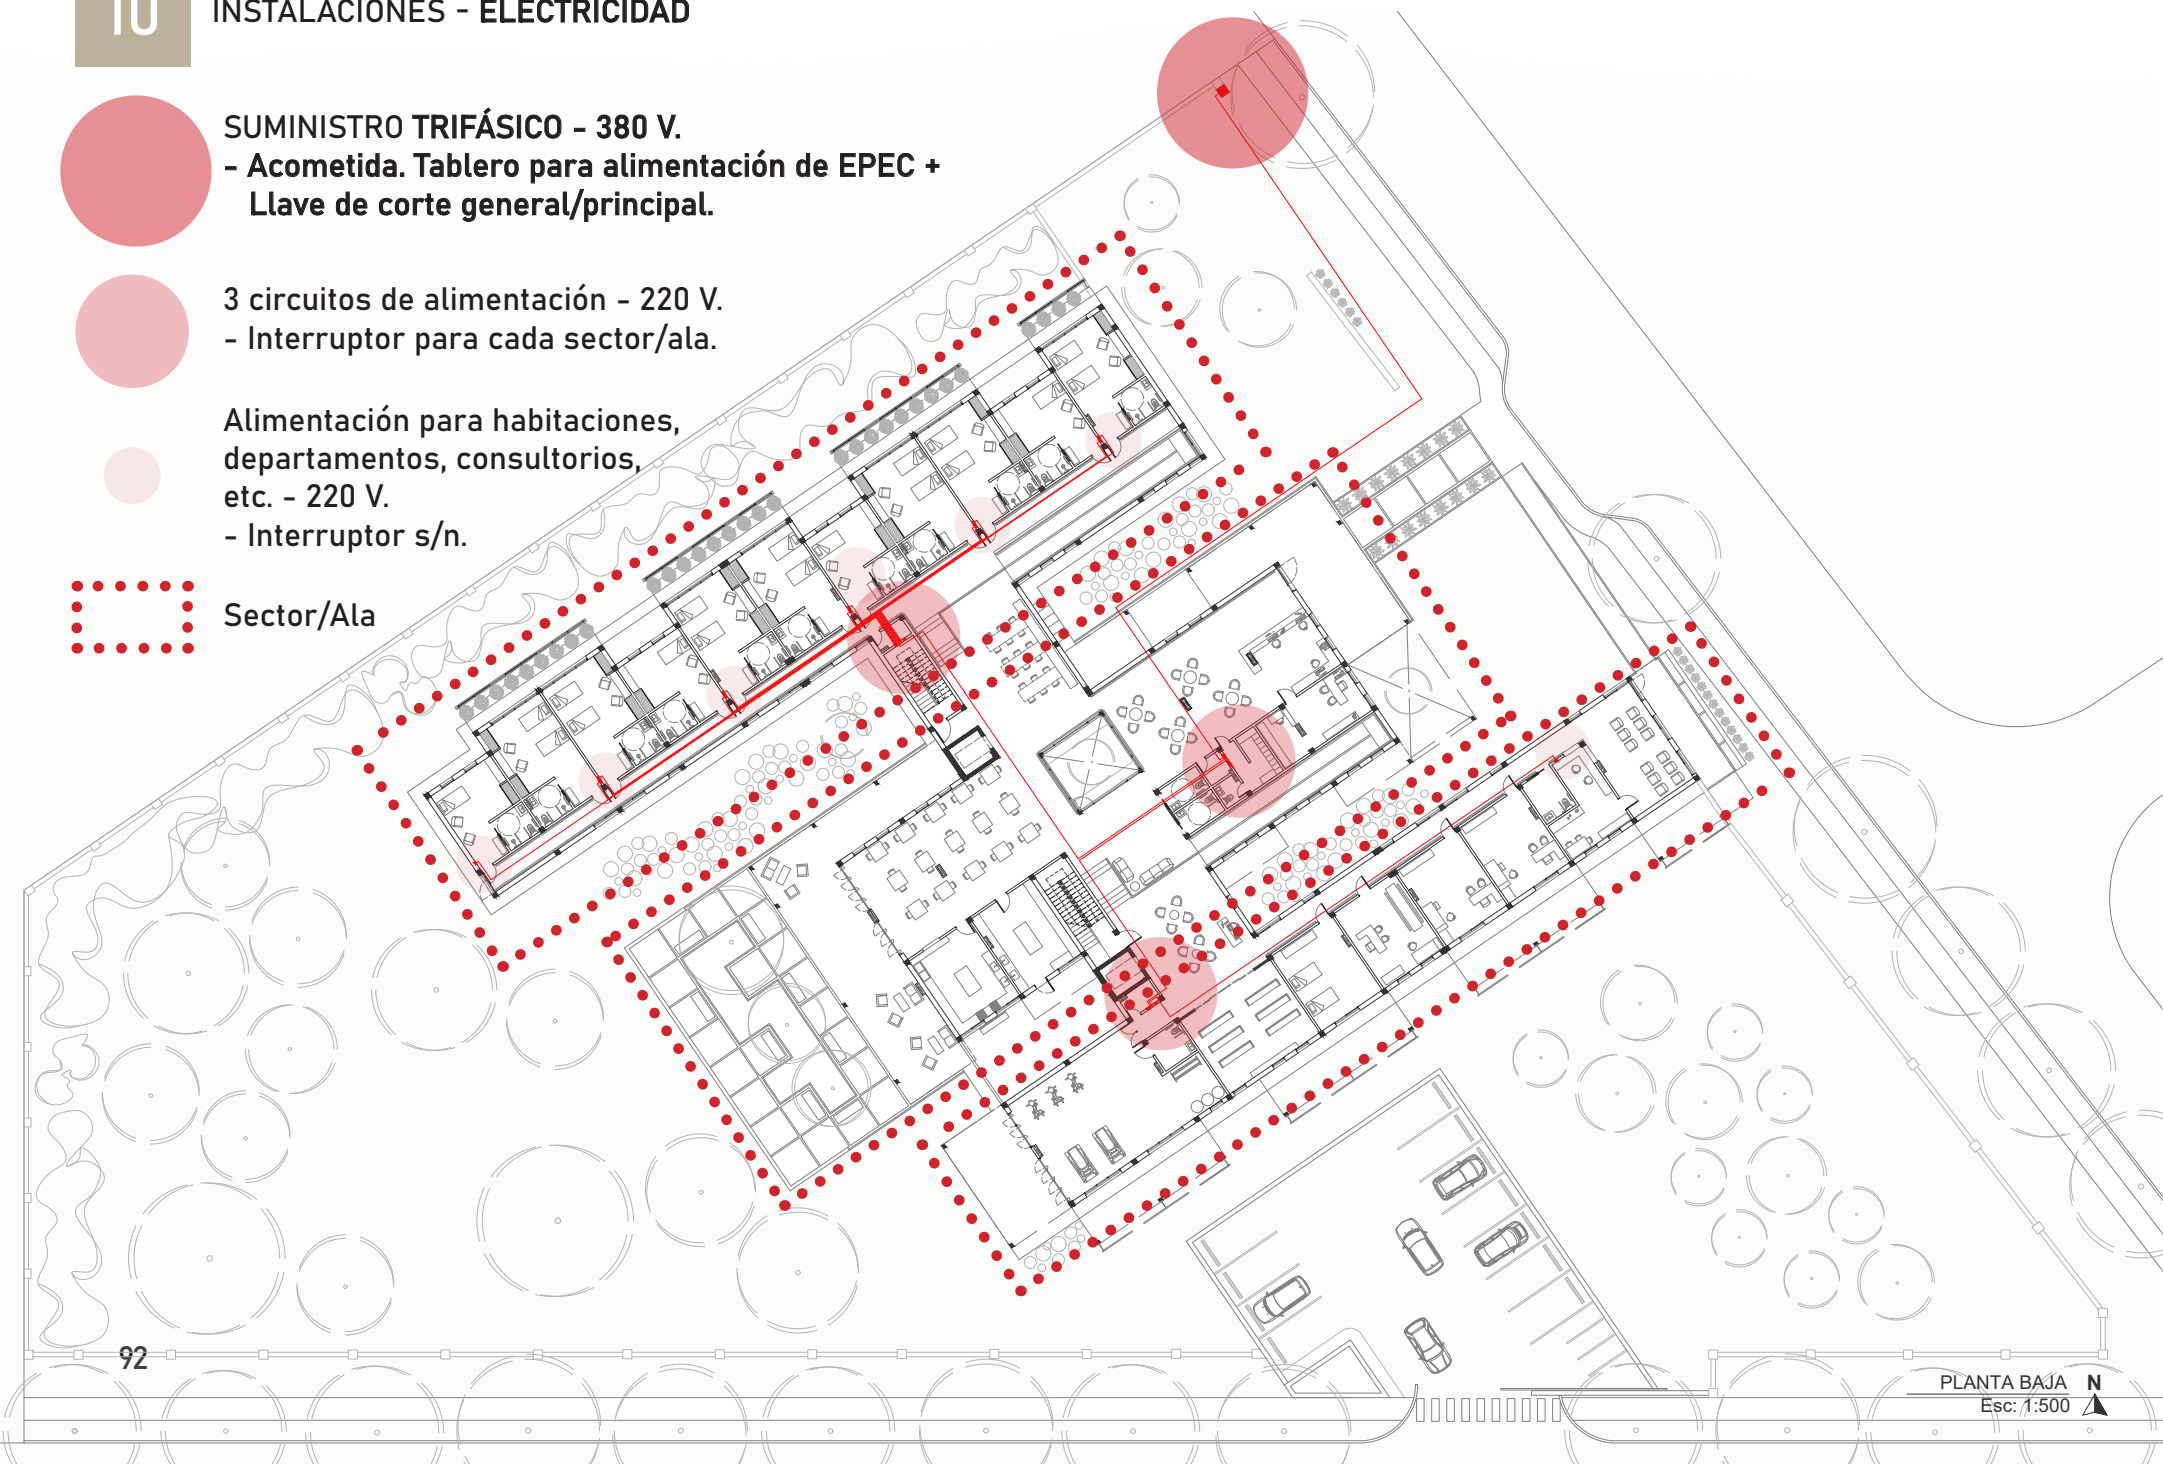 10
INSTALACIONES - ELECTRICIDAD
SUMINISTRO TRIFÁSICO - 380 V.
- Acometida. Tablero para alimentación de EPEC +
Llave de corte general/principal.
3 circuitos de alimentación - 220 V.
- Interruptor para cada sector/ala.
Alimentación para habitaciones,
departamentos, consultorios,
etc. - 220 V.
- Interruptor s/n.
Sector/Ala
92
PLANTA BAJA N
Esc: 1:500